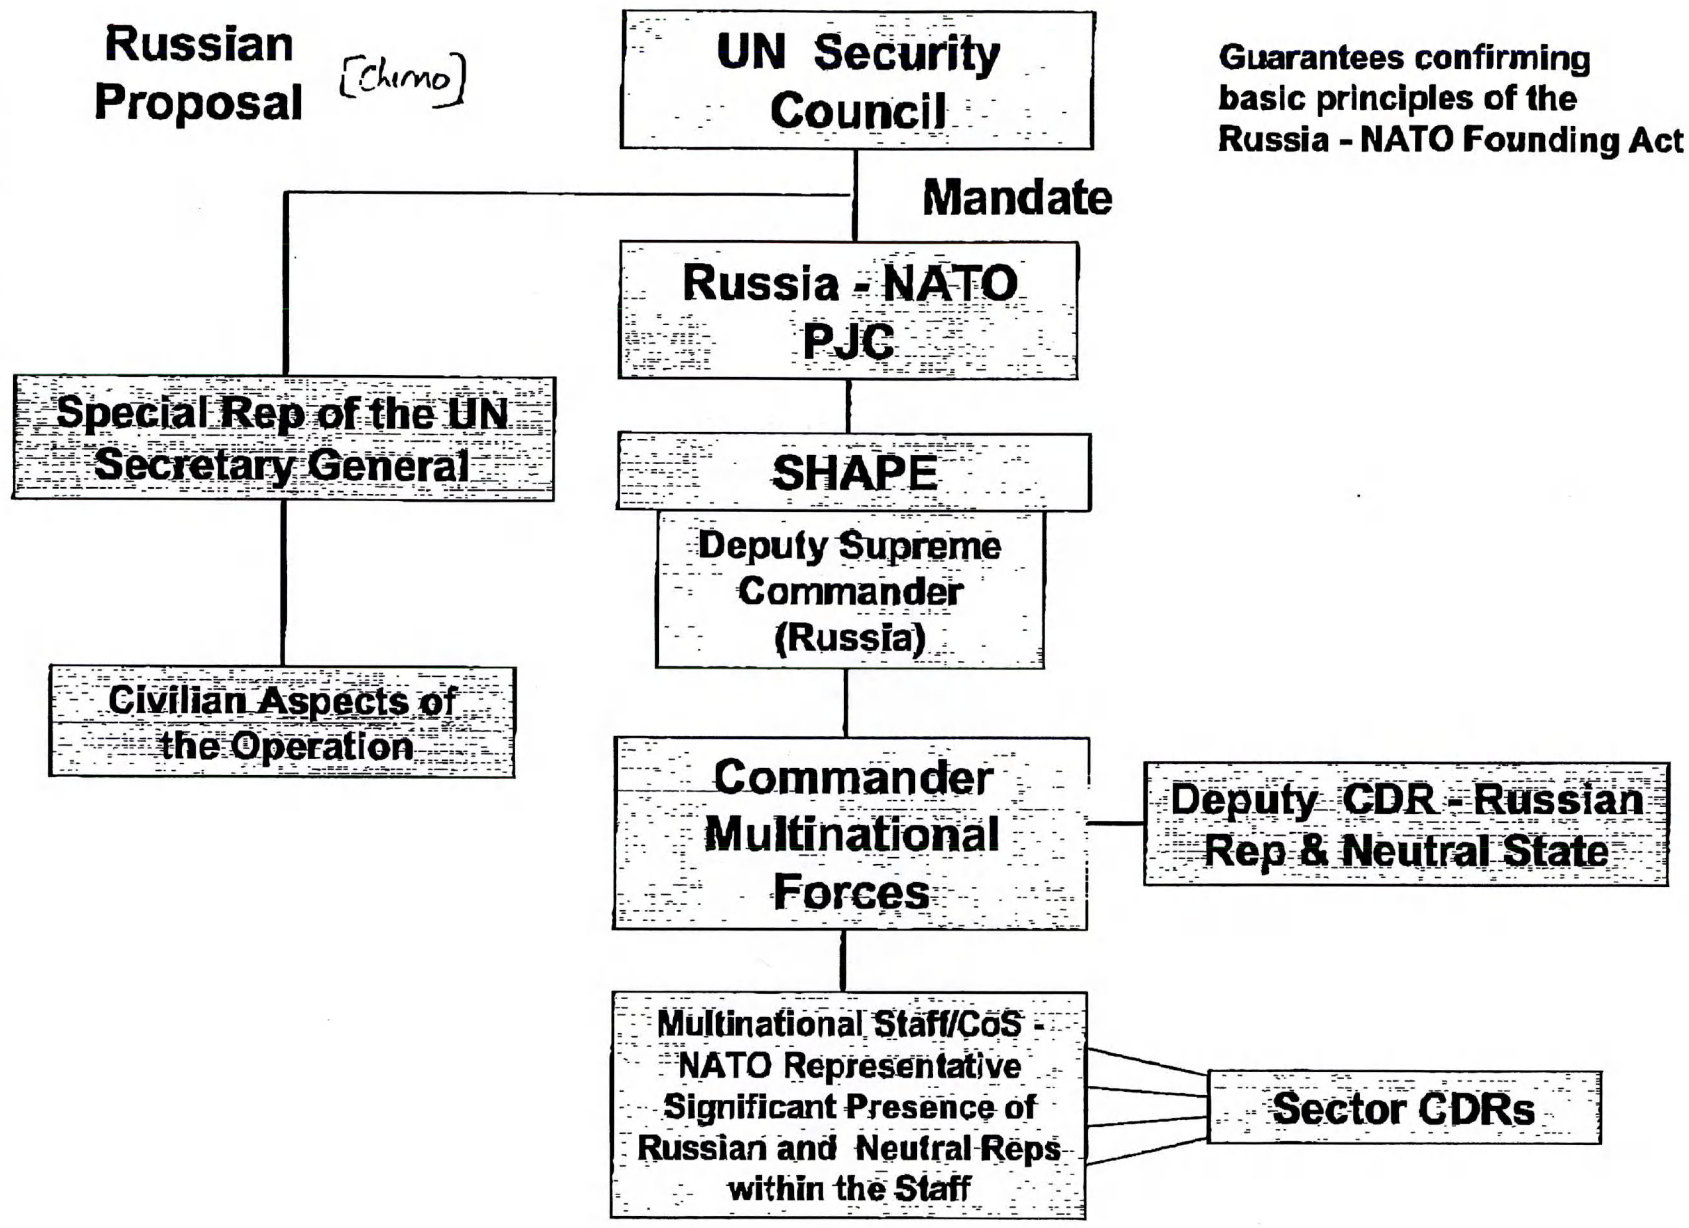 Russian
Proposal
[Chimo]
UN Security
Council
Guarantees confirming
basic principles of the
Russia - NATO Founding Act
Mandate
Russia - NATO
PJC
Special Rep of the UN
Secretary General
SHAPE
Deputy Supreme
Commander
(Russia)
Civilian Aspects of
the Operation
Commander
Multinational
Forces
Deputy CDR - Russian
Rep & Neutral State
Multinational Staff/CoS -
NATO Representative
Significant Presence of
Russian and Neutral Reps
within the Staff
Sector CDRs